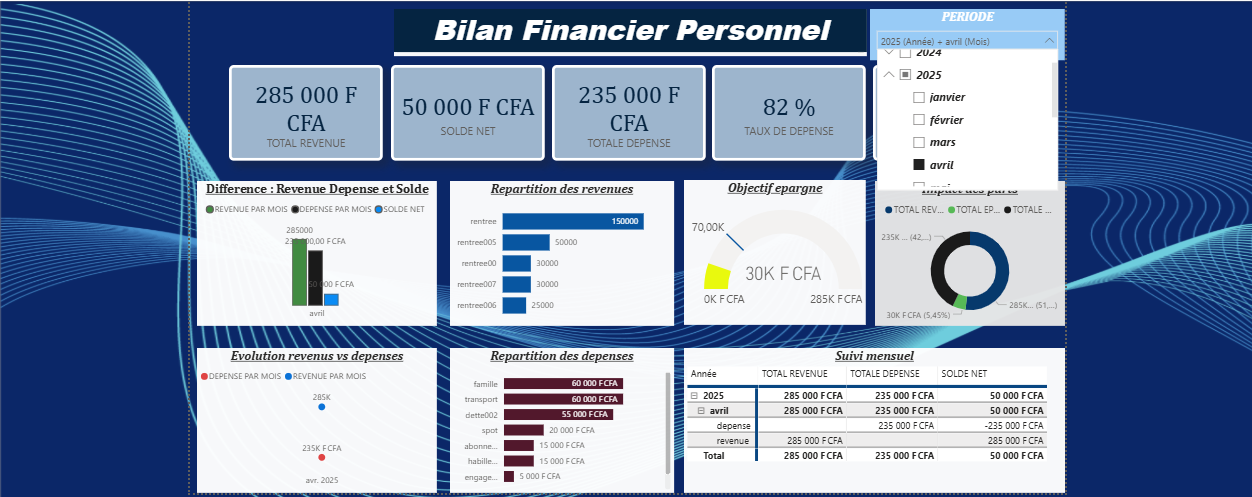 Bilan Financier Personnel
PERIODE
2025 (Année) + avril (Mois)
2024
2025
janvier
février
mars
avril
285 000 F
CFA
TOTAL REVENUE
50 000 F CFA
SOLDE NET
235 000 F
CFA
TOTALE DEPENSE
82 %
TAUX DE DEPENSE
Difference : Revenue Depense et Solde
REVENUE PAR MOIS DEPENSE PAR MOIS SOLDE NET
285000
50 000 F CFA
avril
Repartition des revenues
rentree 150000
rentree005 50000
rentree00 30000
rentree007 30000
rentree006 25000
Objectif epargne
70,00K
30K F CFA
0K F CFA 285K F CFA
Impact des parts
TOTAL REV... TOTAL EP... TOTALE ...
235K ... (42,...)
285K... (51,...)
30K F CFA (5,45%)
Evolution revenus vs depenses
DEPENSE PAR MOIS REVENUE PAR MOIS
285K
235K F CFA
avr. 2025
Repartition des depenses
famille 60 000 F CFA
transport 60 000 F CFA
dette002 55 000 F CFA
spot 20 000 F CFA
abonne... 15 000 F CFA
habille... 15 000 F CFA
engage... 5 000 F CFA
Suivi mensuel
Année TOTAL REVENUE TOTALE DEPENSE SOLDE NET
2025 285 000 F CFA 235 000 F CFA 50 000 F CFA
avril 285 000 F CFA 235 000 F CFA 50 000 F CFA
depense 235 000 F CFA -235 000 F CFA
revenue 285 000 F CFA 285 000 F CFA
Total 285 000 F CFA 235 000 F CFA 50 000 F CFA